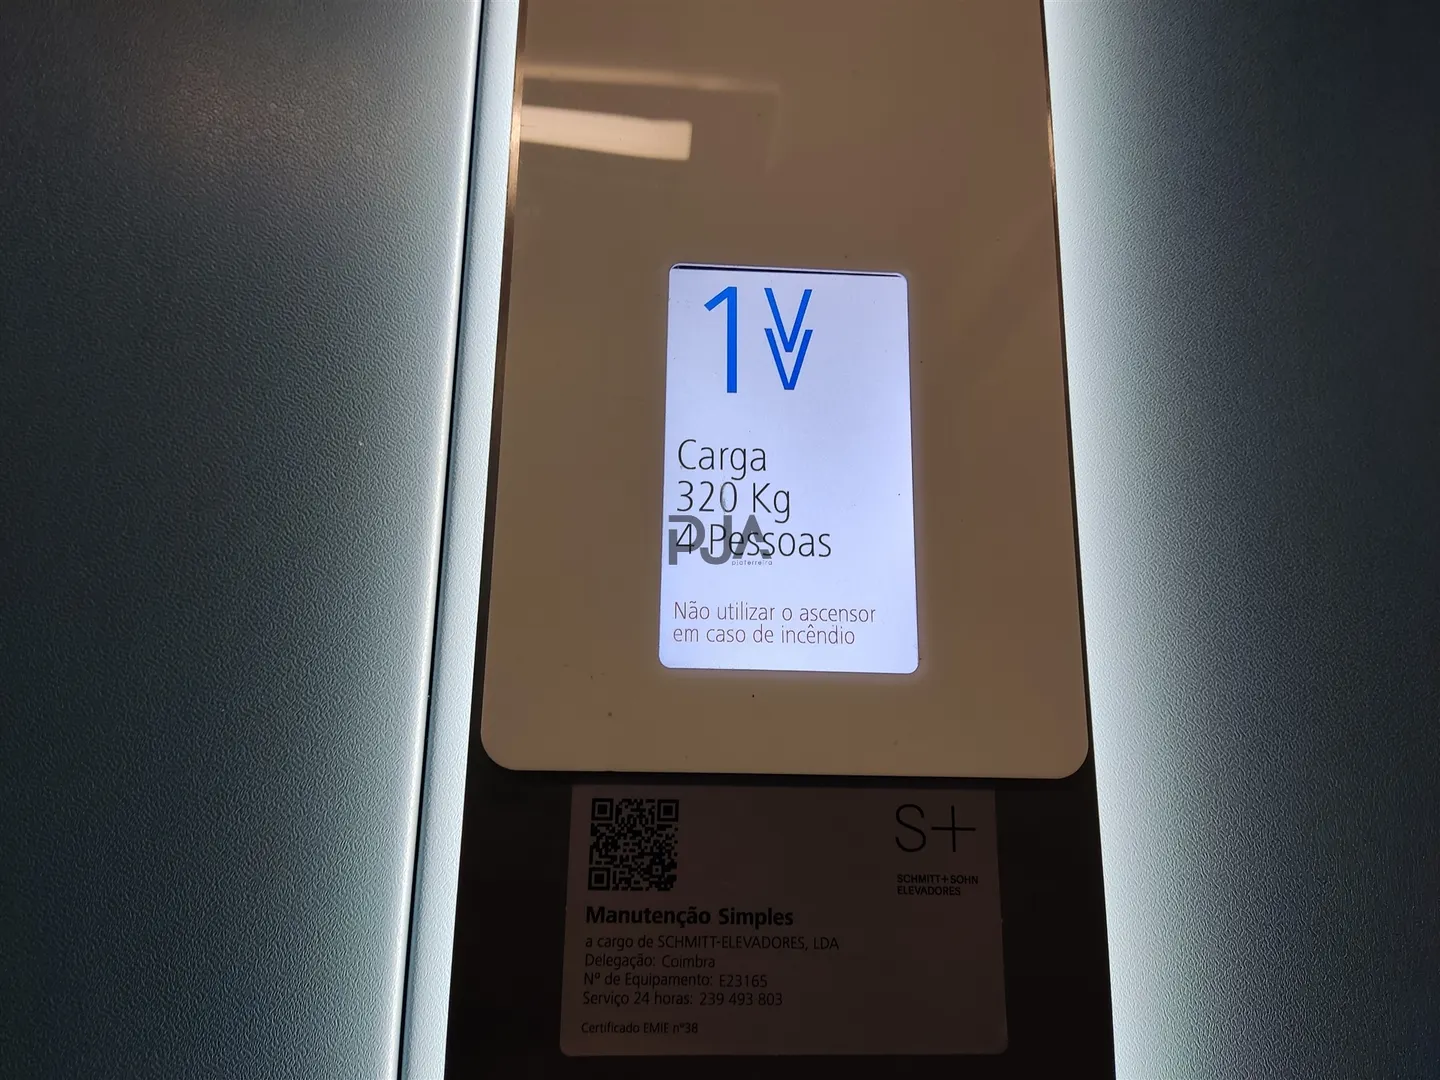 1
Carga
320 Kg
4 Pessoas
PJA
Não utilizar o ascensor
em caso de incêndio
S+
SCHMITT+SOHN
ELEVADORES
Manutenção Simples
a cargo de SCHMITT-ELEVADORES, LDA
Delegação: Coimbra
Nº de Equipamento: E23165
Serviço 24 horas: 239 493 803
Certificado EMIE nº38